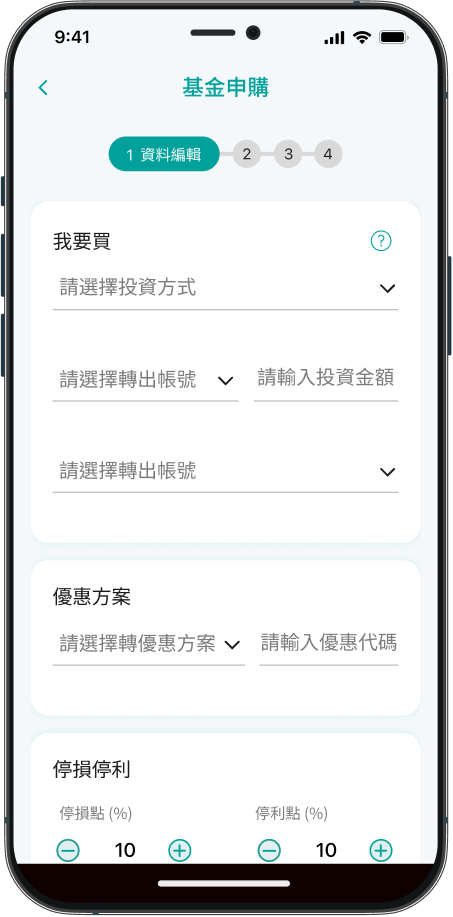 9:41
基金申購
1 資料編輯 2 3 4
我要買 ?
請選擇投資方式
請選擇轉出帳號 請輸入投資金額
請選擇轉出帳號
優惠方案
請選擇轉優惠方案 請輸入優惠代碼
停損停利
停損點 (%) 停利點 (%)
10 10